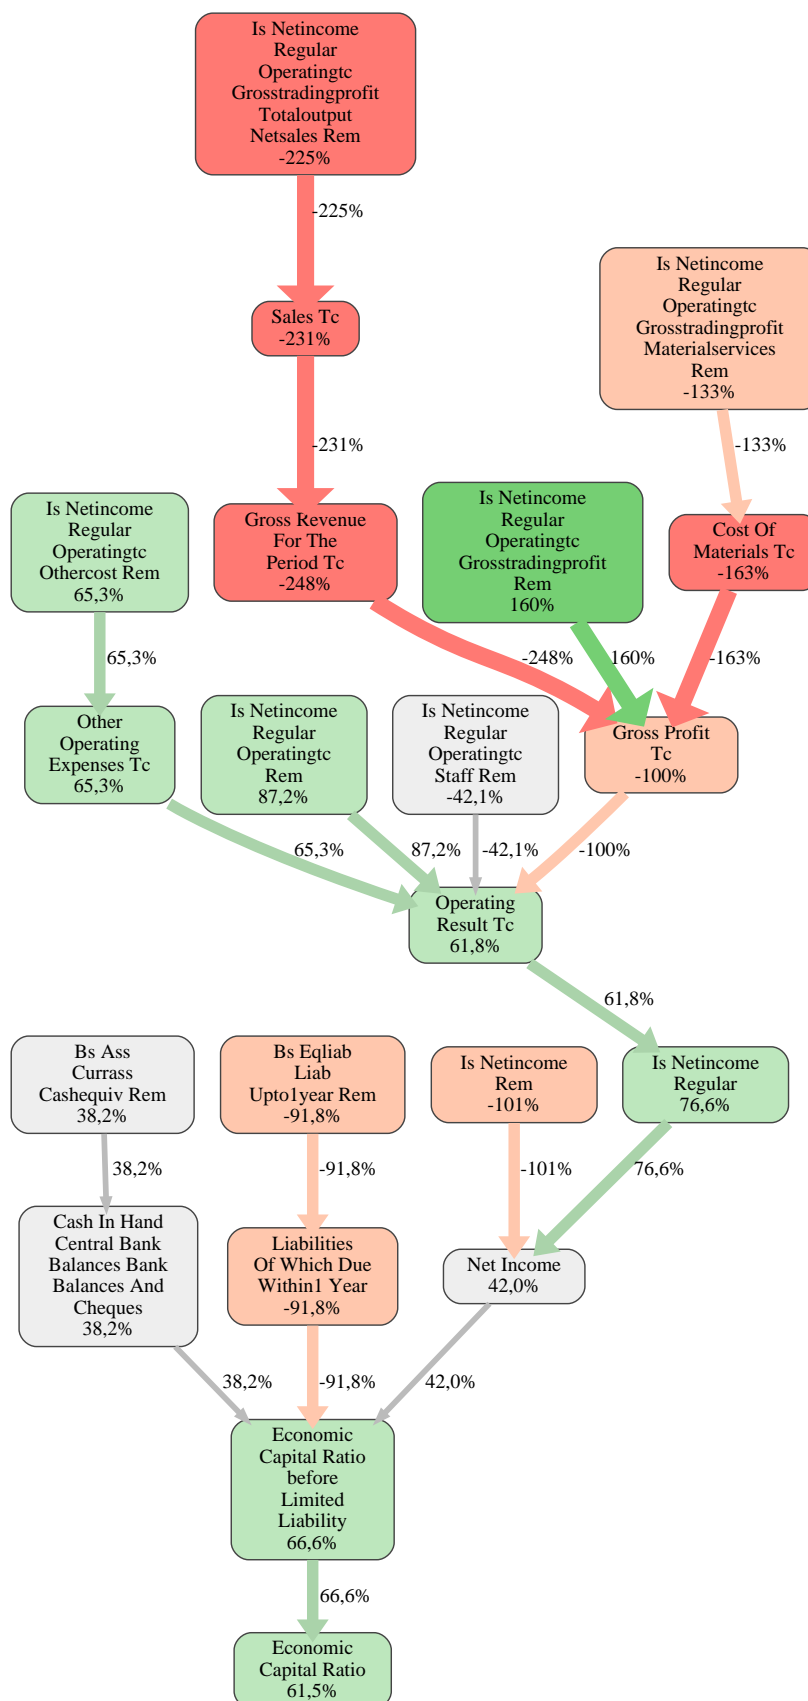 Is Netincome
Regular
Operatingtc
Grosstradingprofit
Totaloutput
Netsales Rem
-225%
-225%
Sales Tc
-231%
Is Netincome
Regular
Operatingtc
Grosstradingprofit
Materialservices
Rem
-133%
-231%
-133%
Is Netincome
Regular
Operatingtc
Othercost Rem
65,3%
Gross Revenue
For The
Period Tc
-248%
Is Netincome
Regular
Operatingtc
Grosstradingprofit
Rem
160%
Cost Of
Materials Tc
-163%
65,3%
-248%
160%
-163%
Other
Operating
Expenses Tc
65,3%
Is Netincome
Regular
Operatingtc
Rem
87,2%
Is Netincome
Regular
Operatingtc
Staff Rem
-42,1%
Gross Profit
Tc
-100%
65,3%
87,2%
-42,1%
-100%
Operating
Result Tc
61,8%
61,8%
Bs Ass
Currass
Cashequiv Rem
38,2%
Bs Eqliab
Liab
Upto1year Rem
-91,8%
Is Netincome
Rem
-101%
Is Netincome
Regular
76,6%
38,2%
-91,8%
-101%
76,6%
Cash In Hand
Central Bank
Balances Bank
Balances And
Cheques
38,2%
Liabilities
Of Which Due
Within1 Year
-91,8%
Net Income
42,0%
38,2%
-91,8%
42,0%
Economic
Capital Ratio
before
Limited
Liability
66,6%
66,6%
Economic
Capital Ratio
61,5%